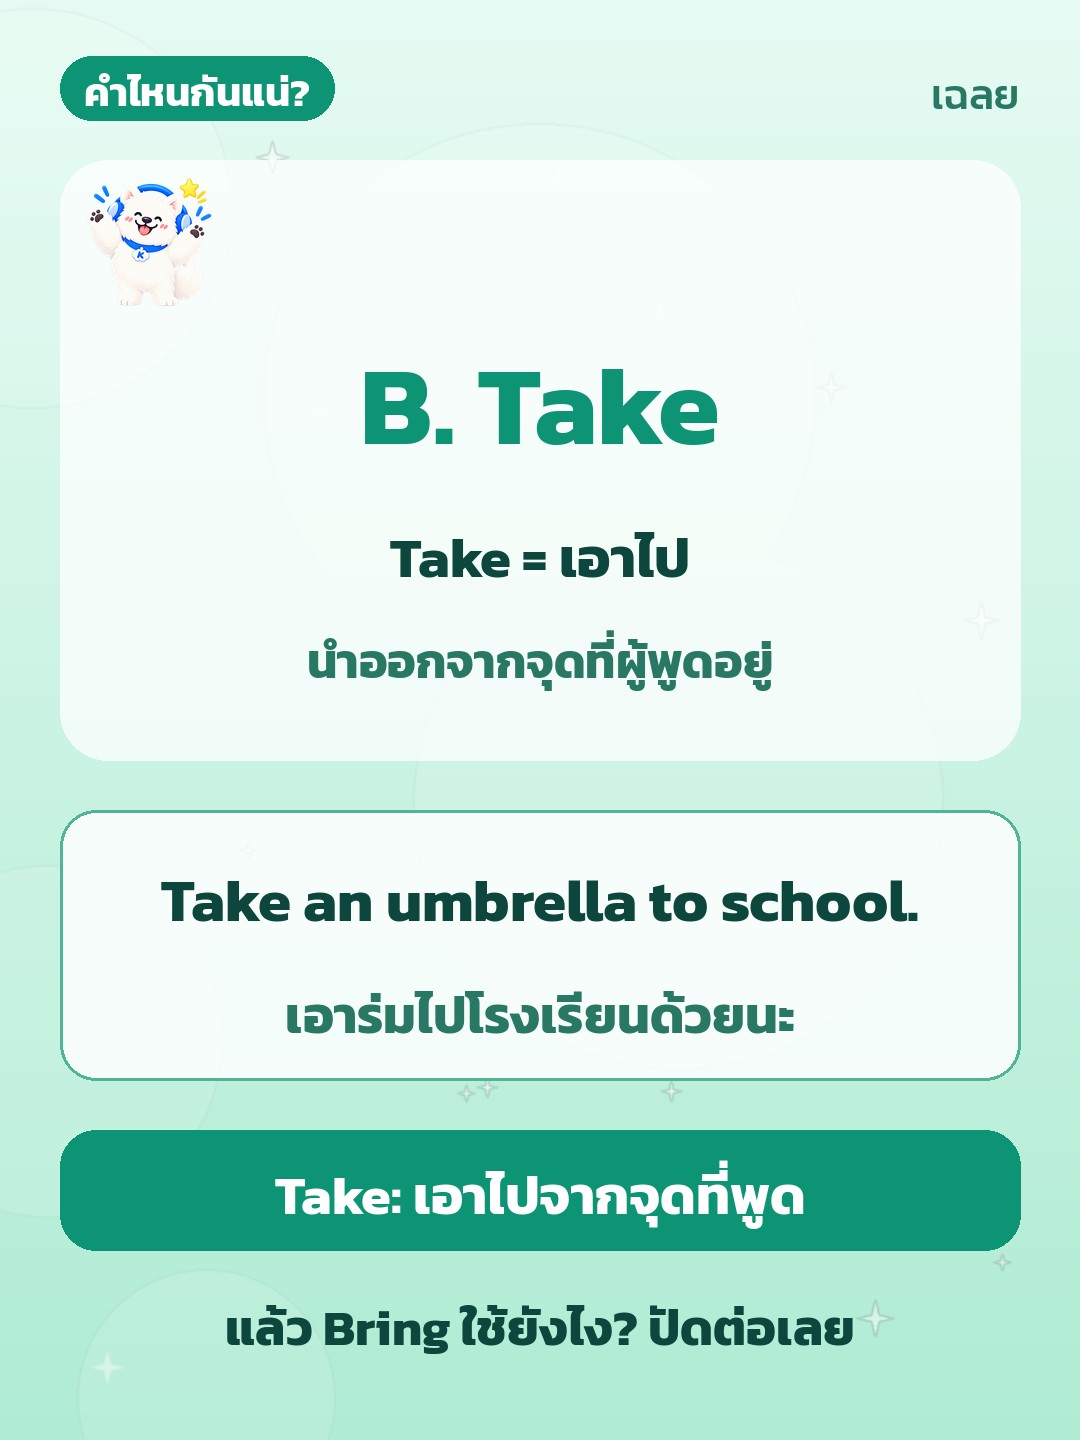 คำไหนกันแน่?
เฉลย
K
B. Take
Take = เอาไป
นำออกจากจุดที่ผู้พูดอยู่
Take an umbrella to school.
เอาร่มไปโรงเรียนด้วยนะ
Take: เอาไปจากจุดที่พูด
แล้ว Bring ใช้ยังไง? ปัดต่อเลย